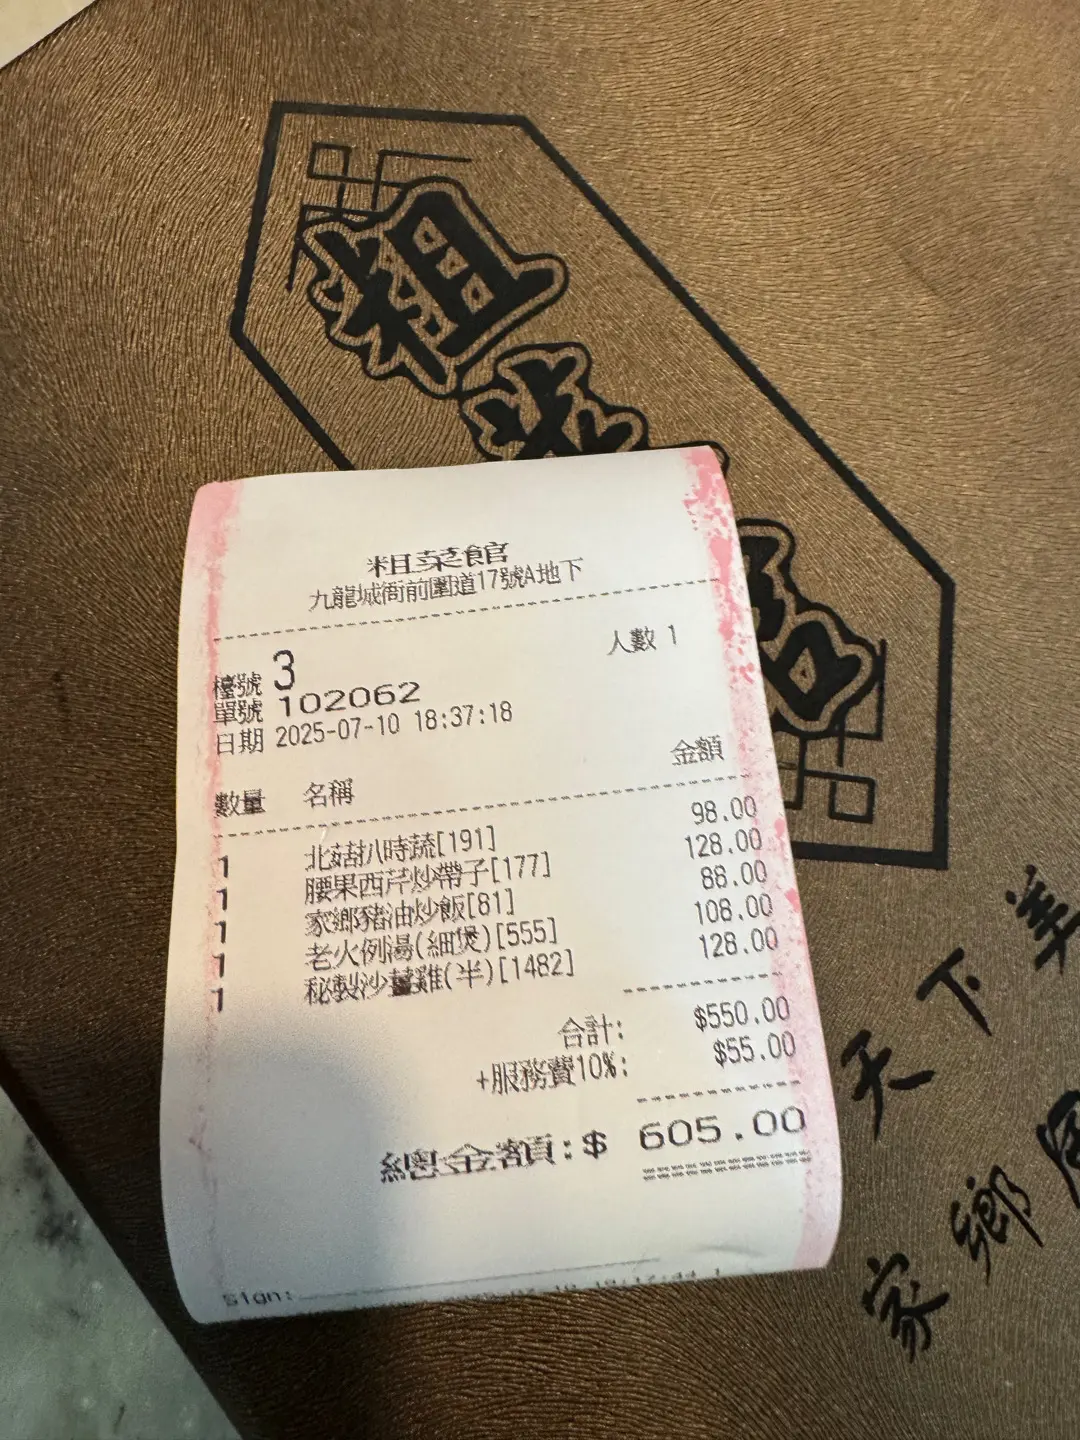 粗菜館
粗菜館
九龍城衙前圍道17號A地下
人數 1
檯號 3
單號 102062
日期 2025-07-10 18:37:18
數量 名稱 金額
1 北菇扒時蔬[191] 98.00
1 腰果西芹炒帶子[177] 128.00
1 家鄉豬油炒飯[81] 88.00
1 老火例湯(細煲)[555] 108.00
1 秘製沙薑雞(半)[1482] 128.00
合計: $550.00
+服務費10%: $55.00
總金額:$ 605.00
Sign:
天下美
家鄉